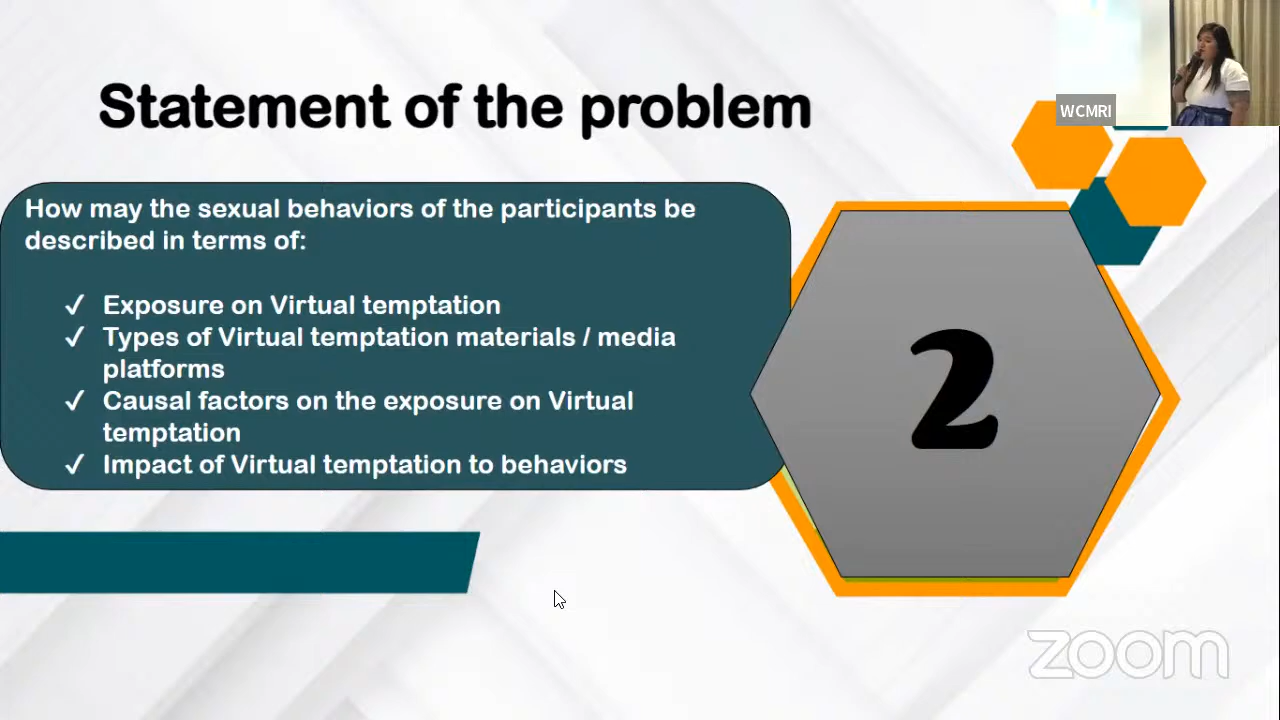 Statement of the problem
WCMRI
How may the sexual behaviors of the participants be
described in terms of:
✓ Exposure on Virtual temptation
✓ Types of Virtual temptation materials / media
platforms
✓ Causal factors on the exposure on Virtual
temptation
✓ Impact of Virtual temptation to behaviors
2
zoom